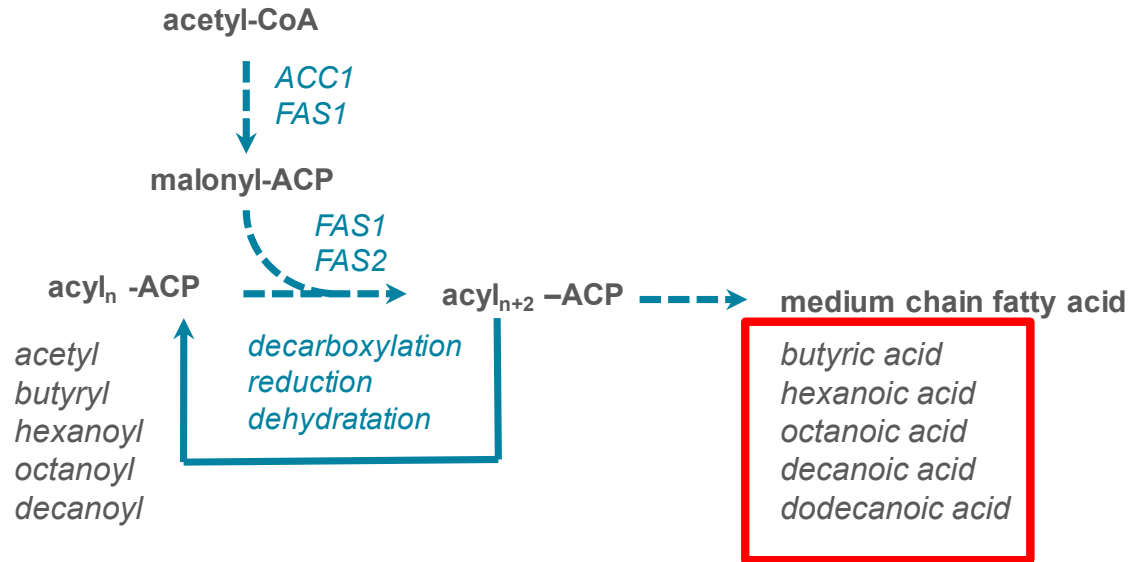 acetyl-CoA
ACC1
FAS1
malonyl-ACP
FAS1
FAS2
acylₙ -ACP
acylₙ₊₂ –ACP
medium chain fatty acid
acetyl
butyryl
hexanoyl
octanoyl
decanoyl
decarboxylation
reduction
dehydratation
butyric acid
hexanoic acid
octanoic acid
decanoic acid
dodecanoic acid